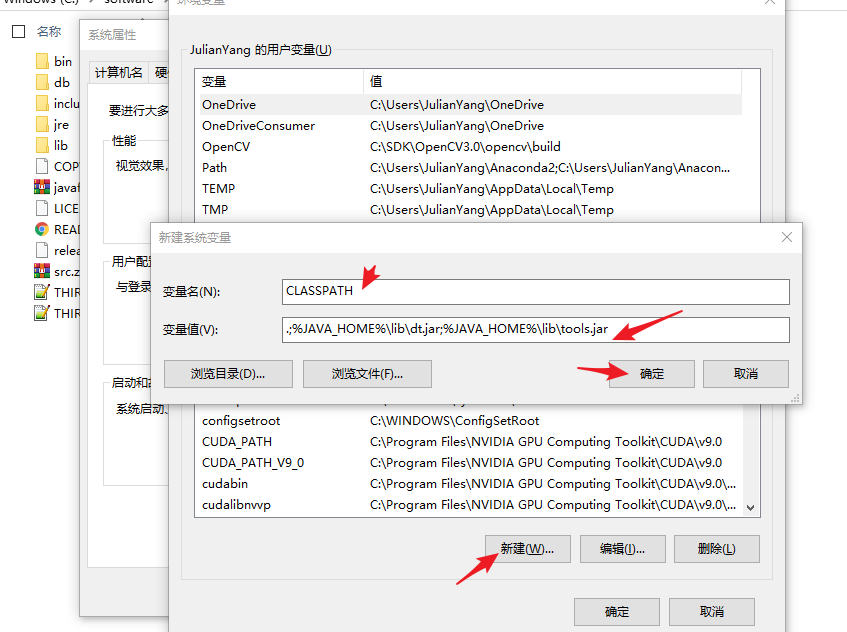 Windows (C:) > software >
名称
bin
db
inclu
jre
lib
COP
javaf
LICE
REA
relea
src.z
THIR
THIR
系统属性
计算机名
硬
要进行大多
性能
视觉效果,
用户配
与登录
启动和
系统启动、
环境变量
JulianYang 的用户变量(U)
变量 值
OneDrive C:\Users\JulianYang\OneDrive
OneDriveConsumer C:\Users\JulianYang\OneDrive
OpenCV C:\SDK\OpenCV3.0\opencv\build
Path C:\Users\JulianYang\Anaconda2;C:\Users\JulianYang\Anacon...
TEMP C:\Users\JulianYang\AppData\Local\Temp
TMP C:\Users\JulianYang\AppData\Local\Temp
新建系统变量
变量名(N): CLASSPATH
变量值(V): .;%JAVA_HOME%\lib\dt.jar;%JAVA_HOME%\lib\tools.jar
浏览目录(D)... 浏览文件(F)... 确定 取消
configsetroot C:\WINDOWS\ConfigSetRoot
CUDA_PATH C:\Program Files\NVIDIA GPU Computing Toolkit\CUDA\v9.0
CUDA_PATH_V9_0 C:\Program Files\NVIDIA GPU Computing Toolkit\CUDA\v9.0
cudabin C:\Program Files\NVIDIA GPU Computing Toolkit\CUDA\v9.0\...
cudalibnvvp C:\Program Files\NVIDIA GPU Computing Toolkit\CUDA\v9.0\...
新建(W)... 编辑(I)... 删除(L)
确定 取消